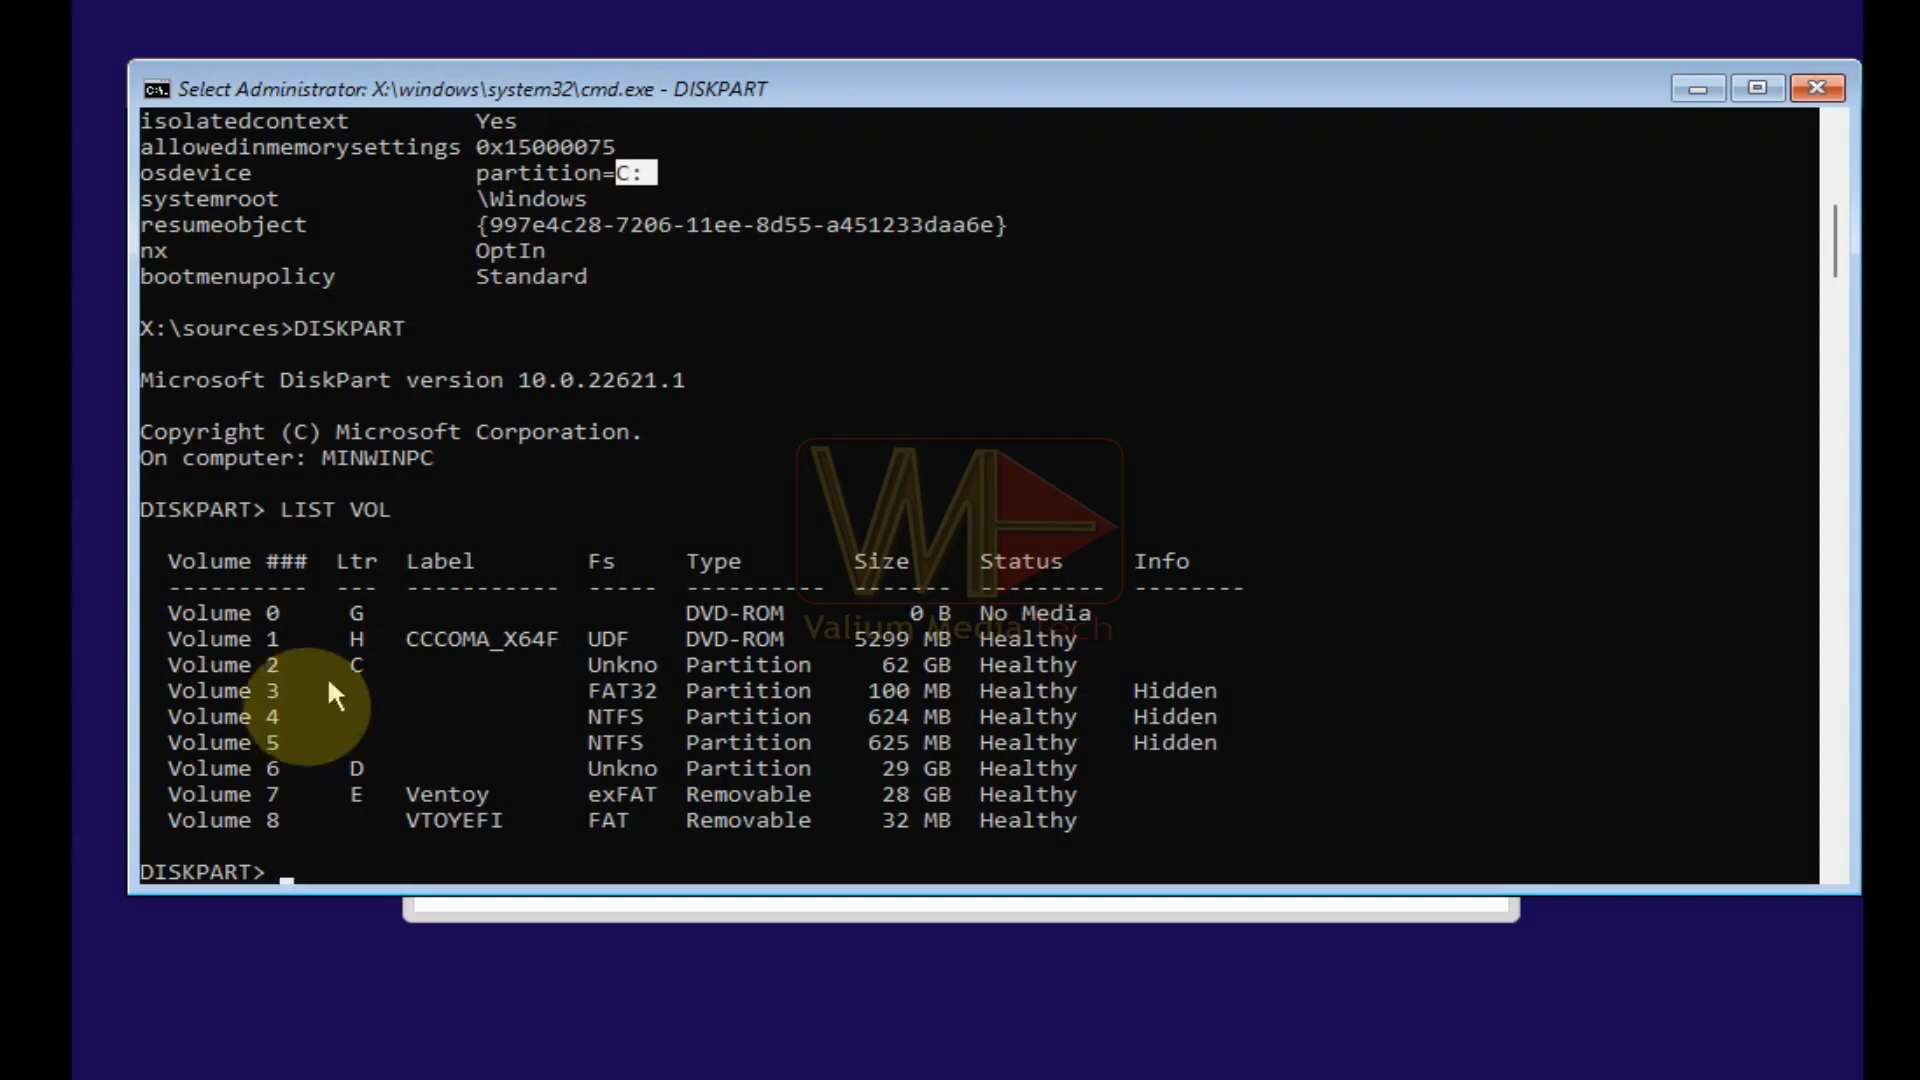 Select Administrator: X:\windows\system32\cmd.exe - DISKPART
isolatedcontext         Yes
allowedinmemorysettings 0x15000075
osdevice                partition=C:
systemroot              \Windows
resumeobject            {997e4c28-7206-11ee-8d55-a451233daa6e}
nx                      OptIn
bootmenupolicy          Standard
X:\sources>DISKPART
Microsoft DiskPart version 10.0.22621.1
Copyright (C) Microsoft Corporation.
On computer: MINWINPC
DISKPART> LIST VOL
  Volume ###  Ltr  Label        Fs     Type        Size     Status     Info
  ----------  ---  -----------  -----  ----------  -------  ---------  --------
  Volume 0     G                       DVD-ROM         0 B  No Media
  Volume 1     H   CCCOMA_X64F  UDF    DVD-ROM     5299 MB  Healthy
  Volume 2     C                Unkno  Partition     62 GB  Healthy
  Volume 3                      FAT32  Partition    100 MB  Healthy    Hidden
  Volume 4                      NTFS   Partition    624 MB  Healthy    Hidden
  Volume 5                      NTFS   Partition    625 MB  Healthy    Hidden
  Volume 6     D                Unkno  Partition     29 GB  Healthy
  Volume 7     E   Ventoy       exFAT  Removable     28 GB  Healthy
  Volume 8         VTOYEFI      FAT    Removable     32 MB  Healthy
DISKPART>
Valium Media Tech